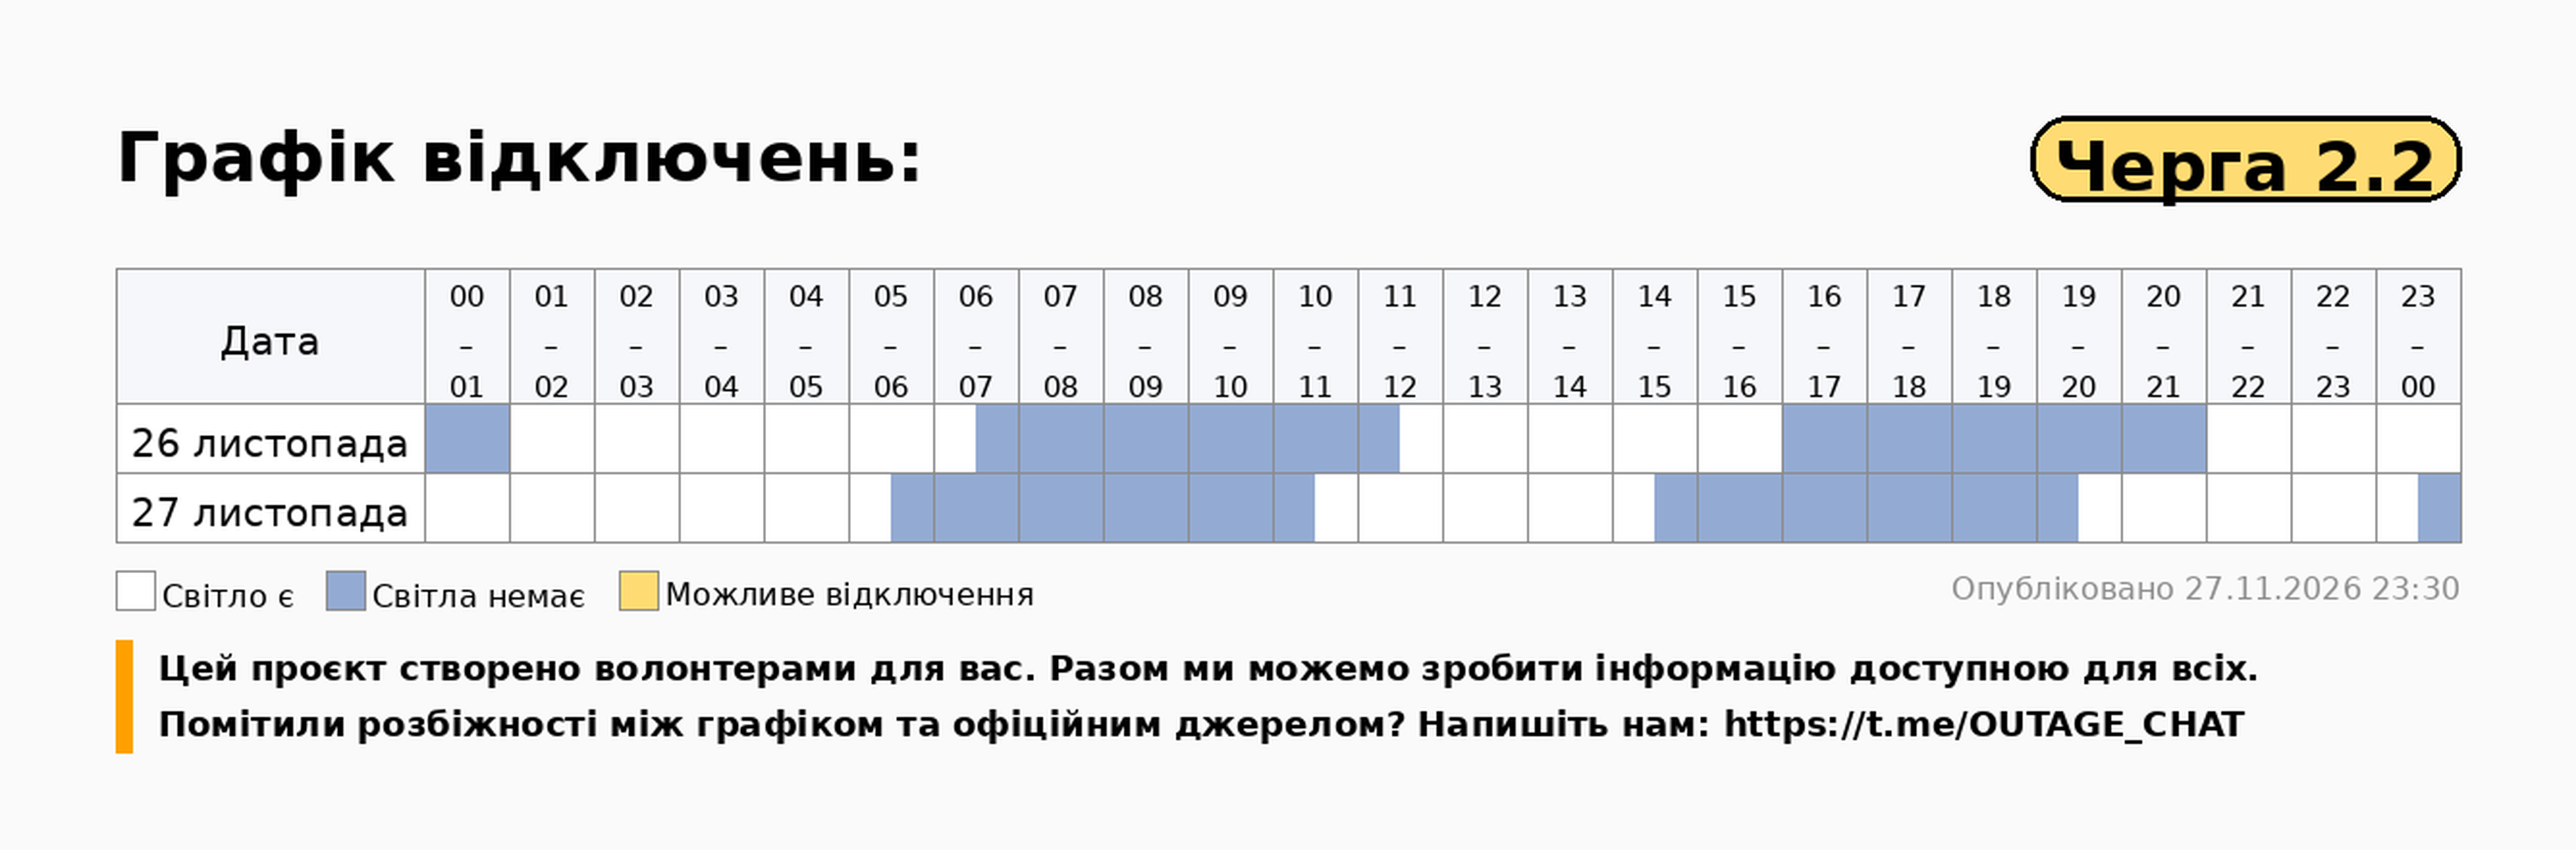 Графік відключень:
Черга 2.2
Дата
00 – 01
01 – 02
02 – 03
03 – 04
04 – 05
05 – 06
06 – 07
07 – 08
08 – 09
09 – 10
10 – 11
11 – 12
12 – 13
13 – 14
14 – 15
15 – 16
16 – 17
17 – 18
18 – 19
19 – 20
20 – 21
21 – 22
22 – 23
23 – 00
26 листопада
27 листопада
Світло є
Світла немає
Можливе відключення
Опубліковано 27.11.2026 23:30
Цей проєкт створено волонтерами для вас. Разом ми можемо зробити інформацію доступною для всіх.
Помітили розбіжності між графіком та офіційним джерелом? Напишіть нам: https://t.me/OUTAGE_CHAT